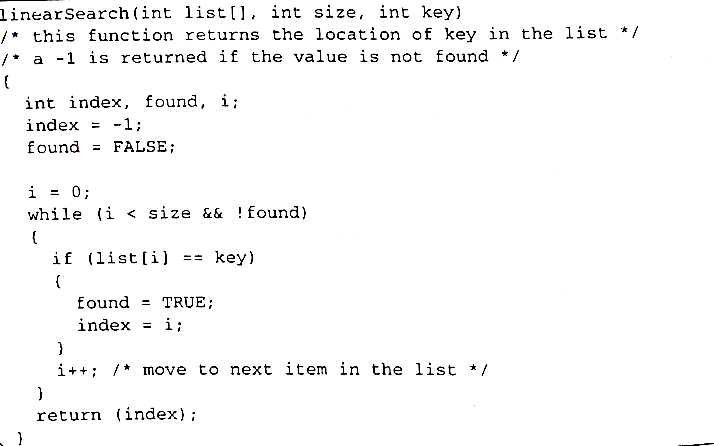 linearSearch(int list[], int size, int key)
/* this function returns the location of key in the list */
/* a -1 is returned if the value is not found */
{
int index, found, i;
index = -1;
found = FALSE;
i = 0;
while (i < size && !found)
{
if (list[i] == key)
{
found = TRUE;
index = i;
}
i++; /* move to next item in the list */
}
return (index);
}